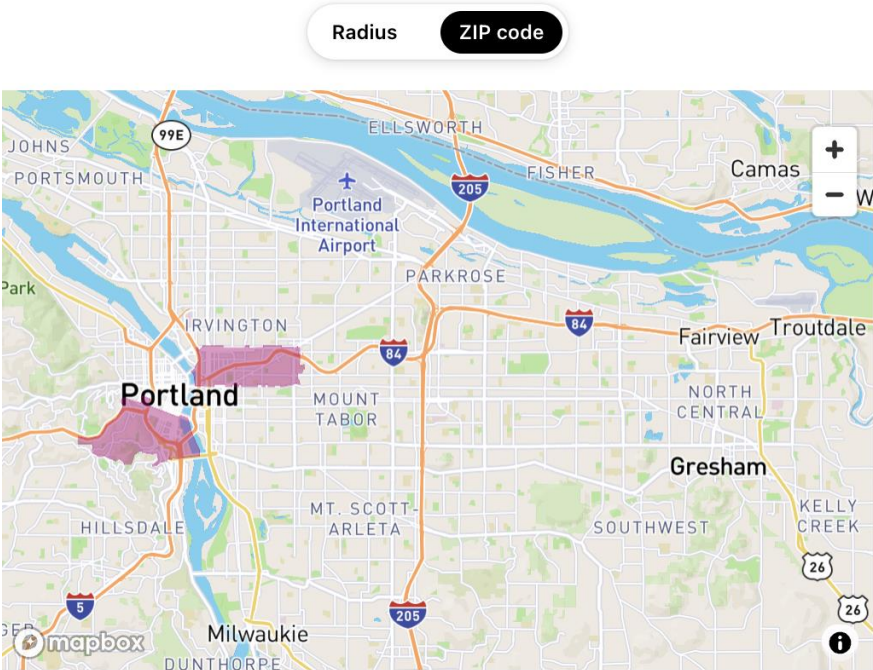 Radius
ZIP code
99E
ELLSWORTH
JOHNS
PORTSMOUTH
205
FISHER
Camas
+
−
W
Portland
International
Airport
PARKROSE
Park
IRVINGTON
84
84
Fairview
Troutdale
Portland
MOUNT
TABOR
NORTH
CENTRAL
Gresham
HILLSDALE
MT. SCOTT-
ARLETA
SOUTHWEST
KELLY
CREEK
26
5
205
26
GER
mapbox
Milwaukie
DUNTHORPE
i